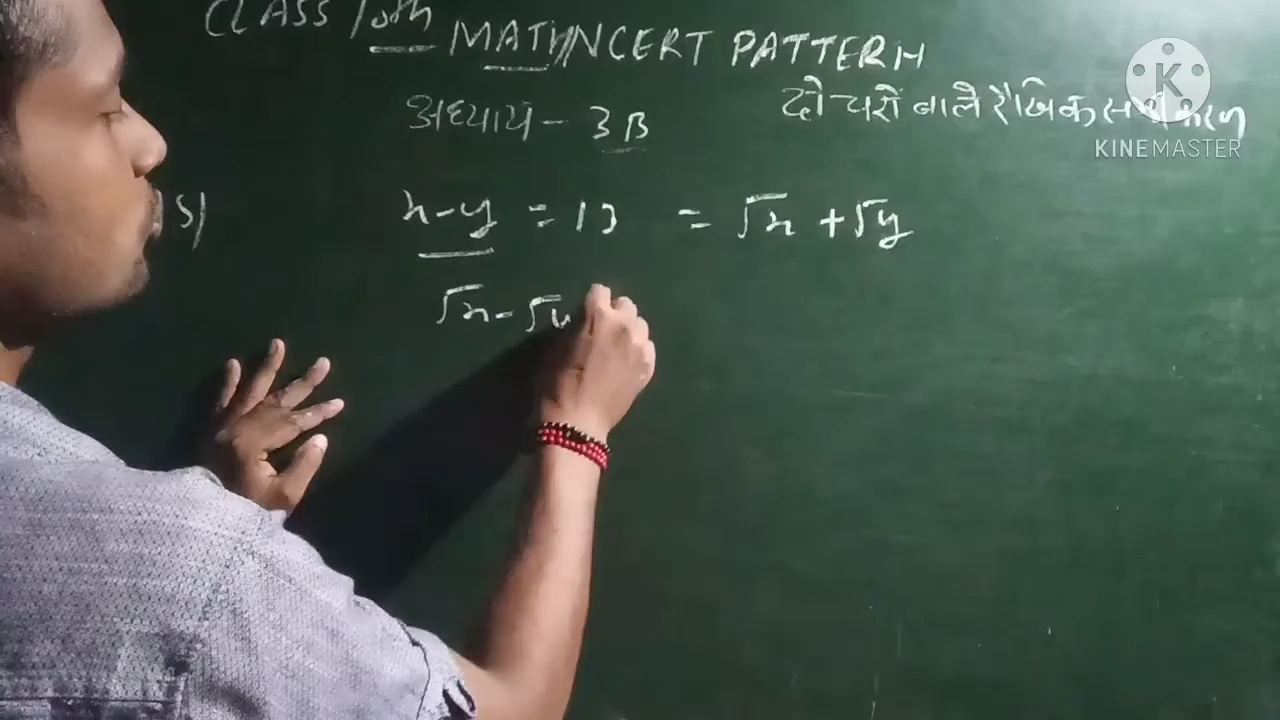 CLASS 10th MATH/NCERT PATTERN
अध्याय - 3B
दो चरों वाले रैखिक समीकरण
K
KINEMASTER
5) x - y = 13 = √x + √y
√x - √y